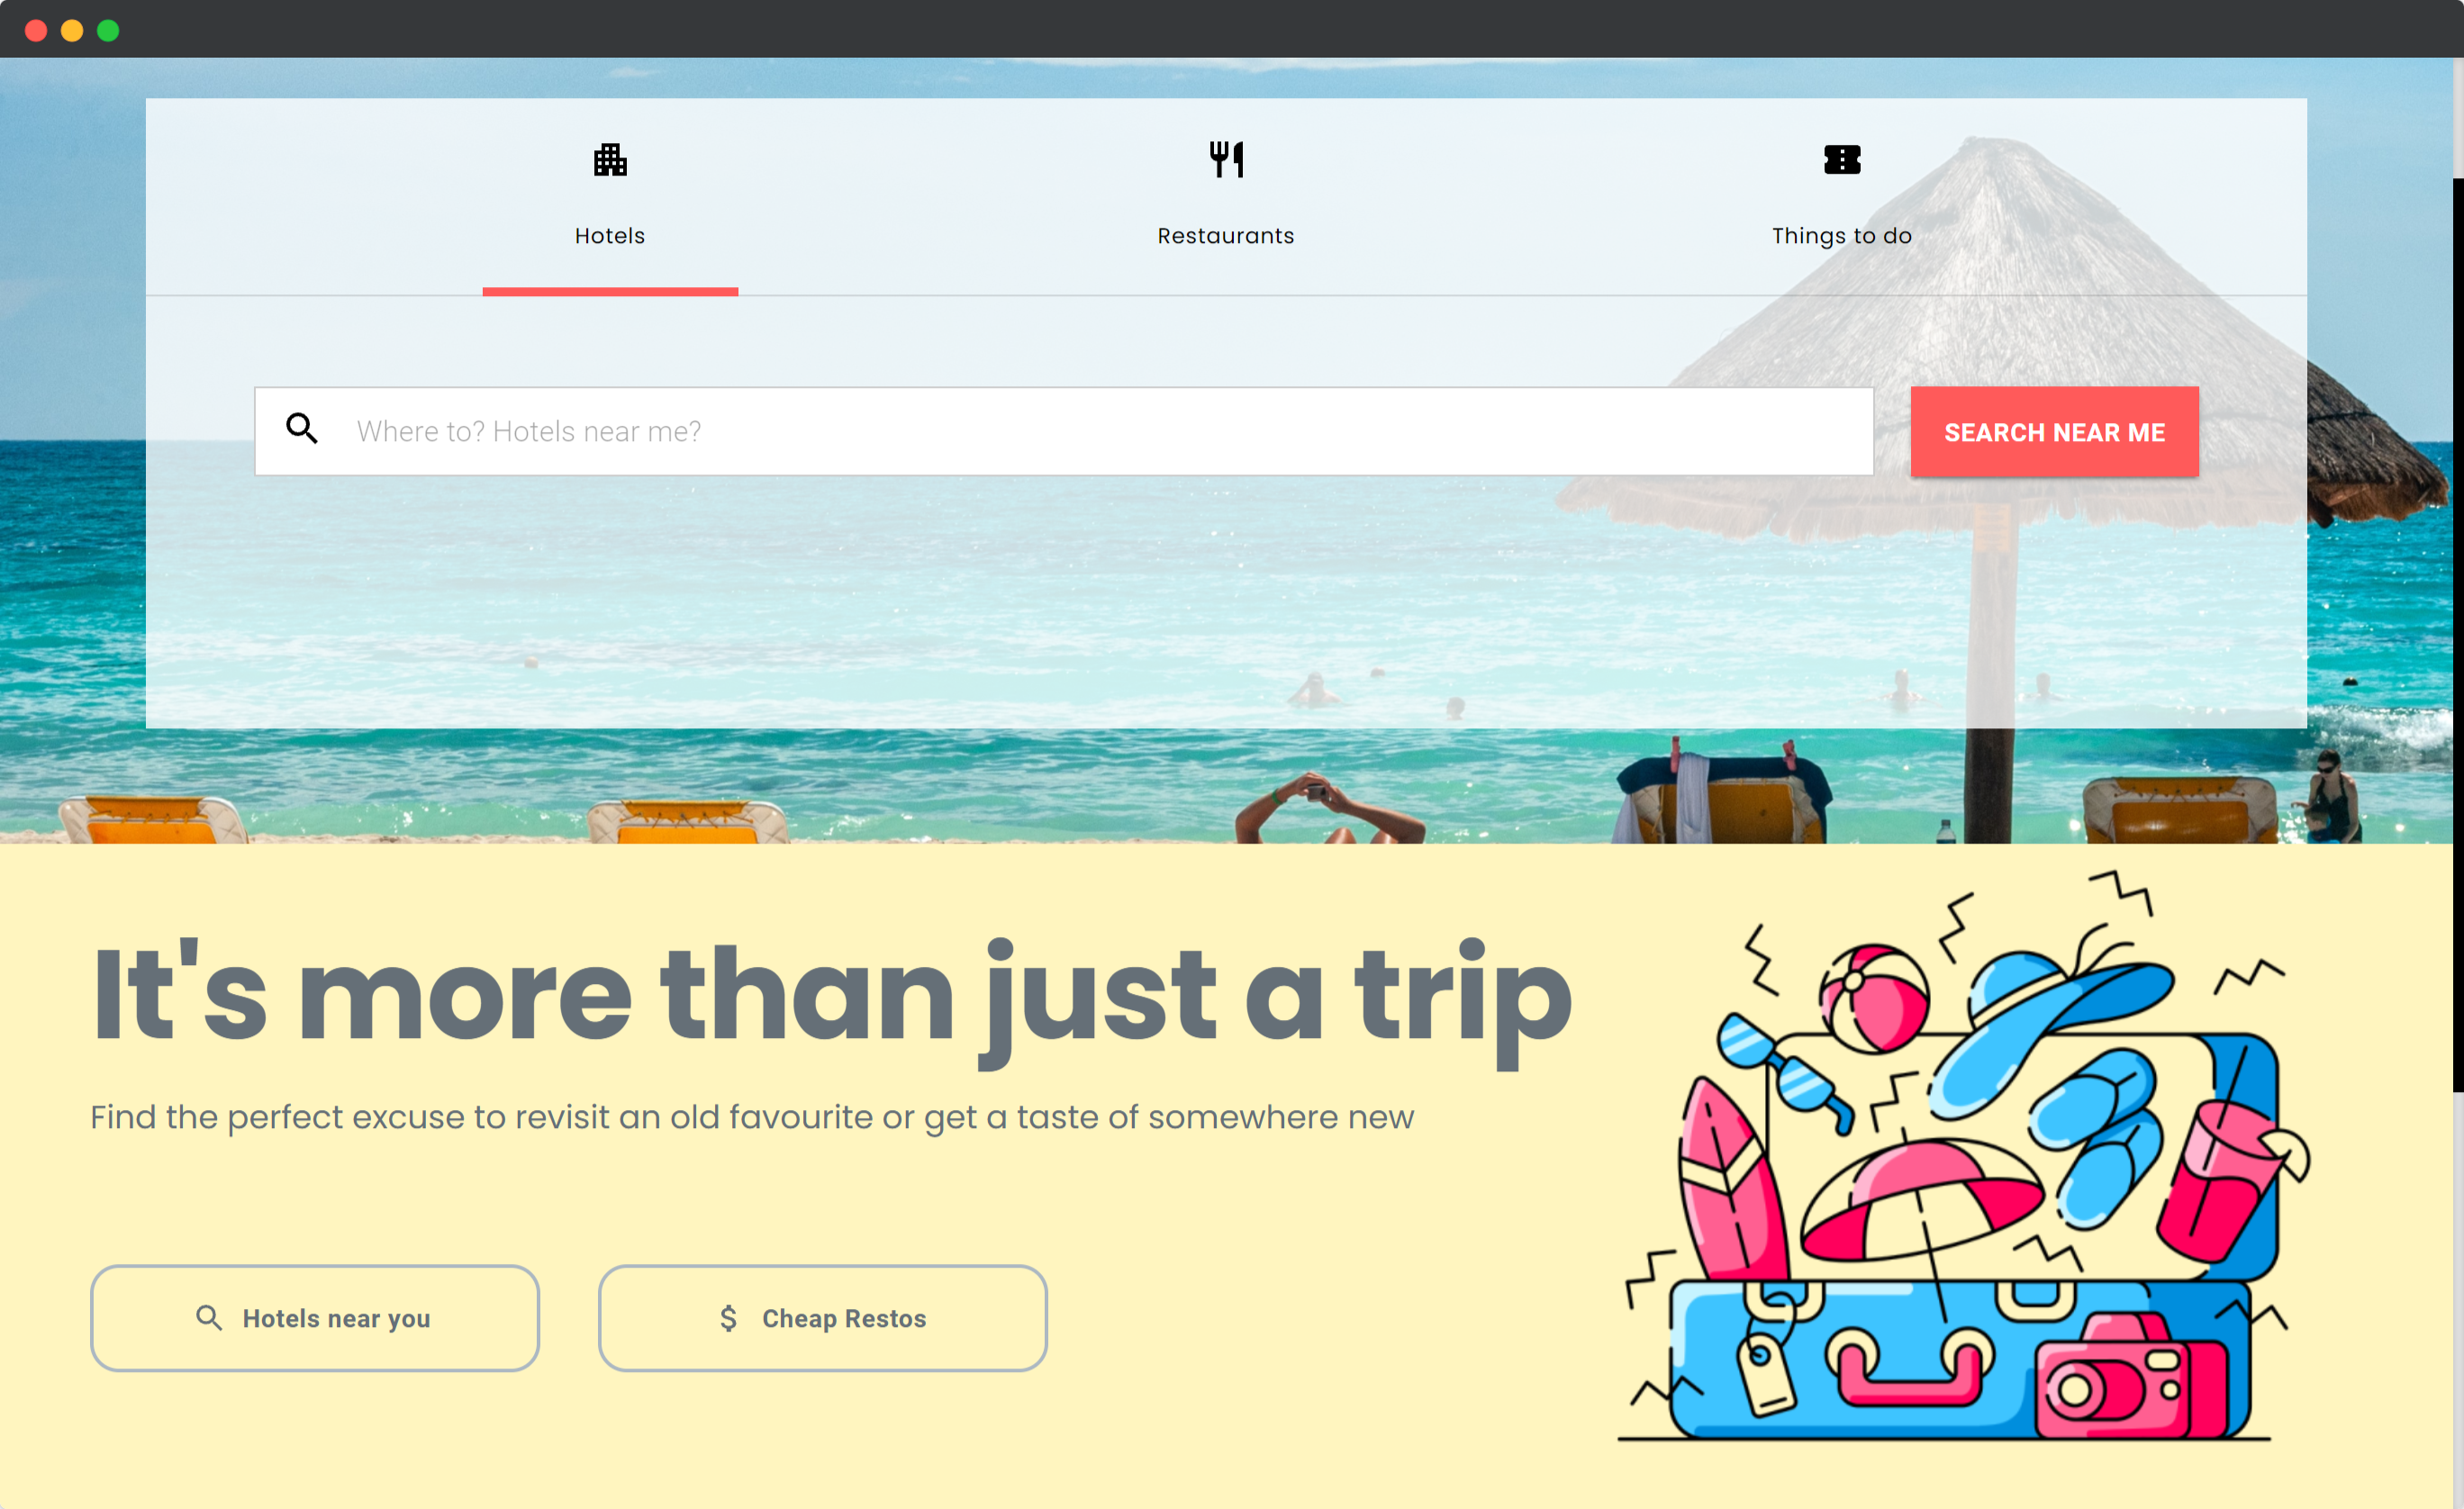 Hotels
Restaurants
Things to do
Where to? Hotels near me?
SEARCH NEAR ME
It's more than just a trip
Find the perfect excuse to revisit an old favourite or get a taste of somewhere new
Hotels near you
$ Cheap Restos